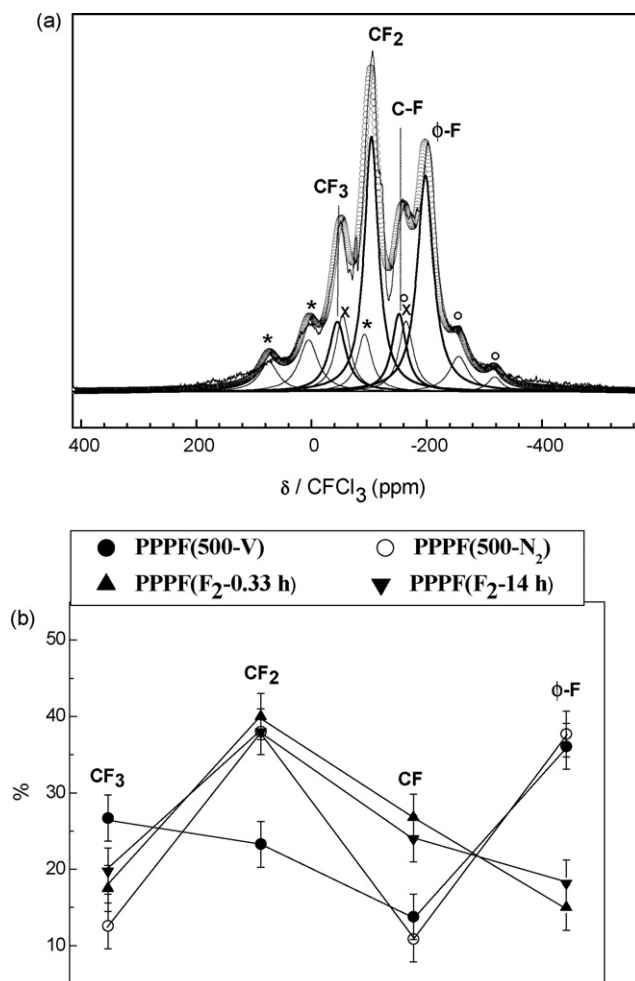 (a)
CF₂
C-F
ϕ-F
CF₃
* * x * o x o o
400 200 0 -200 -400
δ / CFCl₃ (ppm)
PPPF(500-V) PPPF(500-N₂)
PPPF(F₂-0.33 h) PPPF(F₂-14 h)
(b)
50
40
30
20
10
%
CF₃
CF₂
CF
ϕ-F